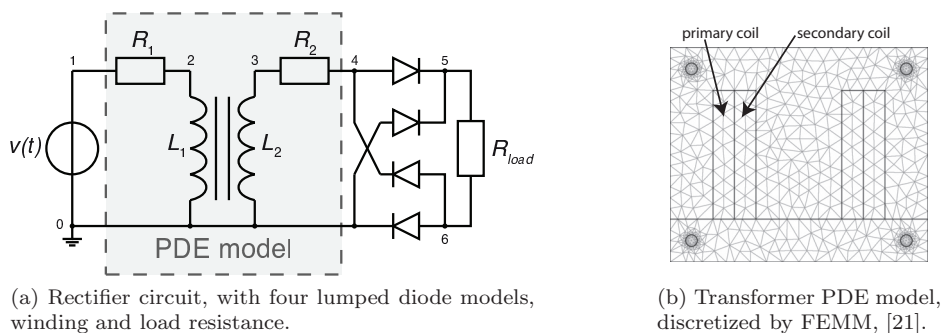 R1
R2
1
2
3
4
5
v(t)
L1
L2
Rload
0
6
PDE model
(a) Rectifier circuit, with four lumped diode models,
winding and load resistance.
primary coil
secondary coil
(b) Transformer PDE model,
discretized by FEMM, [21].